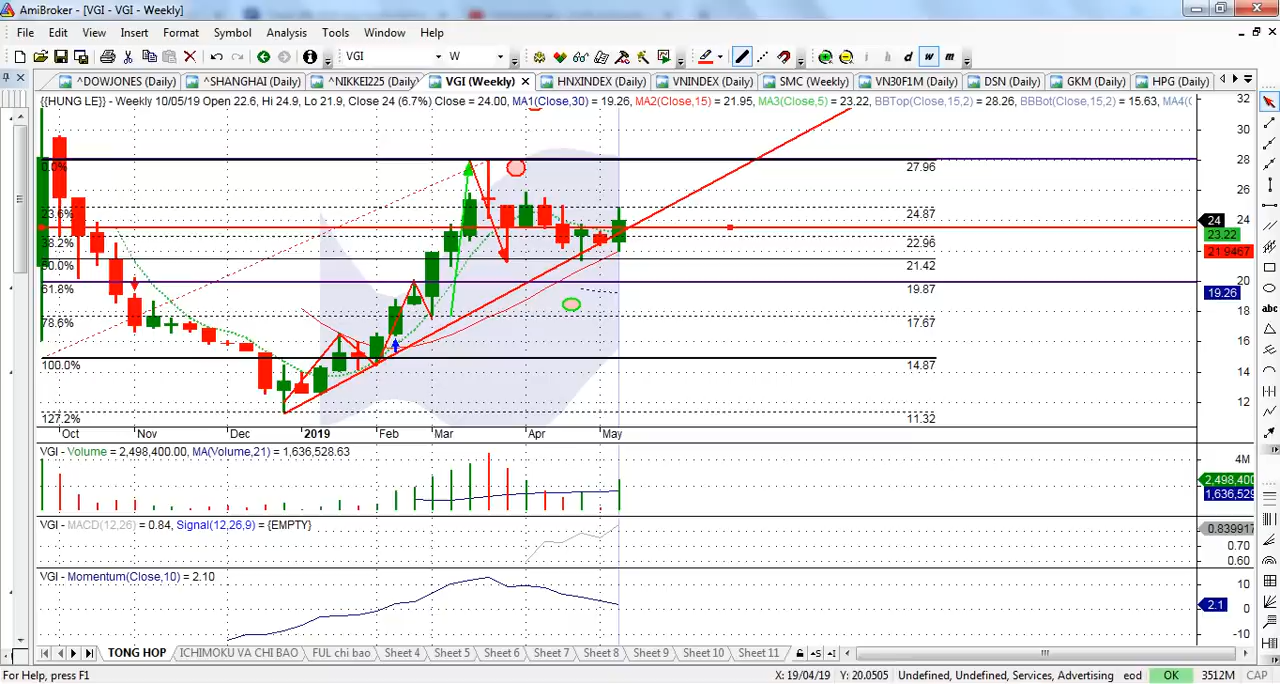 AmiBroker - [VGI - VGI - Weekly]
File Edit View Insert Format Symbol Analysis Tools Window Help
VGI W h d w m
^DOWJONES (Daily) ^SHANGHAI (Daily) ^NIKKEI225 (Daily) VGI (Weekly) HNXINDEX (Daily) VNINDEX (Daily) SMC (Weekly) VN30F1M (Daily) DSN (Daily) GKM (Daily) HPG (Daily)
{{HUNG LE}} - Weekly 10/05/19 Open 22.6, Hi 24.9, Lo 21.9, Close 24 (6.7%) Close = 24.00, MA1(Close,30) = 19.26, MA2(Close,15) = 21.95, MA3(Close,5) = 23.22, BBTop(Close,15,2) = 28.26, BBBot(Close,15,2) = 15.63, MA4(
32
30
28
0.0% 27.96
26
23.6% 24.87
24
24
23.22
38.2% 22.96
21.9467
50.0% 21.42
20
61.8% 19.87
19.26
18
78.6% 17.67
16
100.0% 14.87
14
12
127.2% 11.32
Oct Nov Dec 2019 Feb Mar Apr May
VGI - Volume = 2,498,400.00, MA(Volume,21) = 1,636,528.63
4M
2,498,400
1,636,529
VGI - MACD(12,26) = 0.84, Signal(12,26,9) = {EMPTY}
0.839917
0.70
0.60
VGI - Momentum(Close,10) = 2.10
10
2.1
0
-10
TONG HOP ICHIMOKU VA CHI BAO FUL chi bao Sheet 4 Sheet 5 Sheet 6 Sheet 7 Sheet 8 Sheet 9 Sheet 10 Sheet 11
For Help, press F1 X: 19/04/19 Y: 20.0505 Undefined, Undefined, Services, Advertising eod OK 3512M CAP